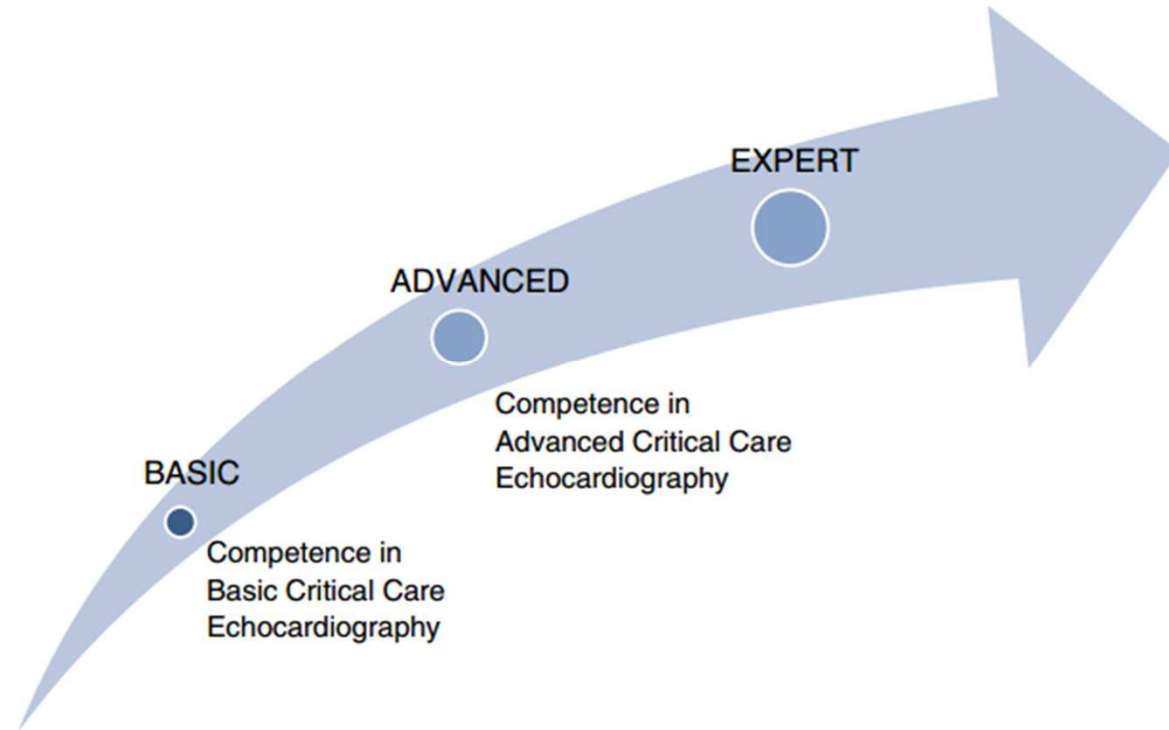 EXPERT
ADVANCED
Competence in
Advanced Critical Care
Echocardiography
BASIC
Competence in
Basic Critical Care
Echocardiography